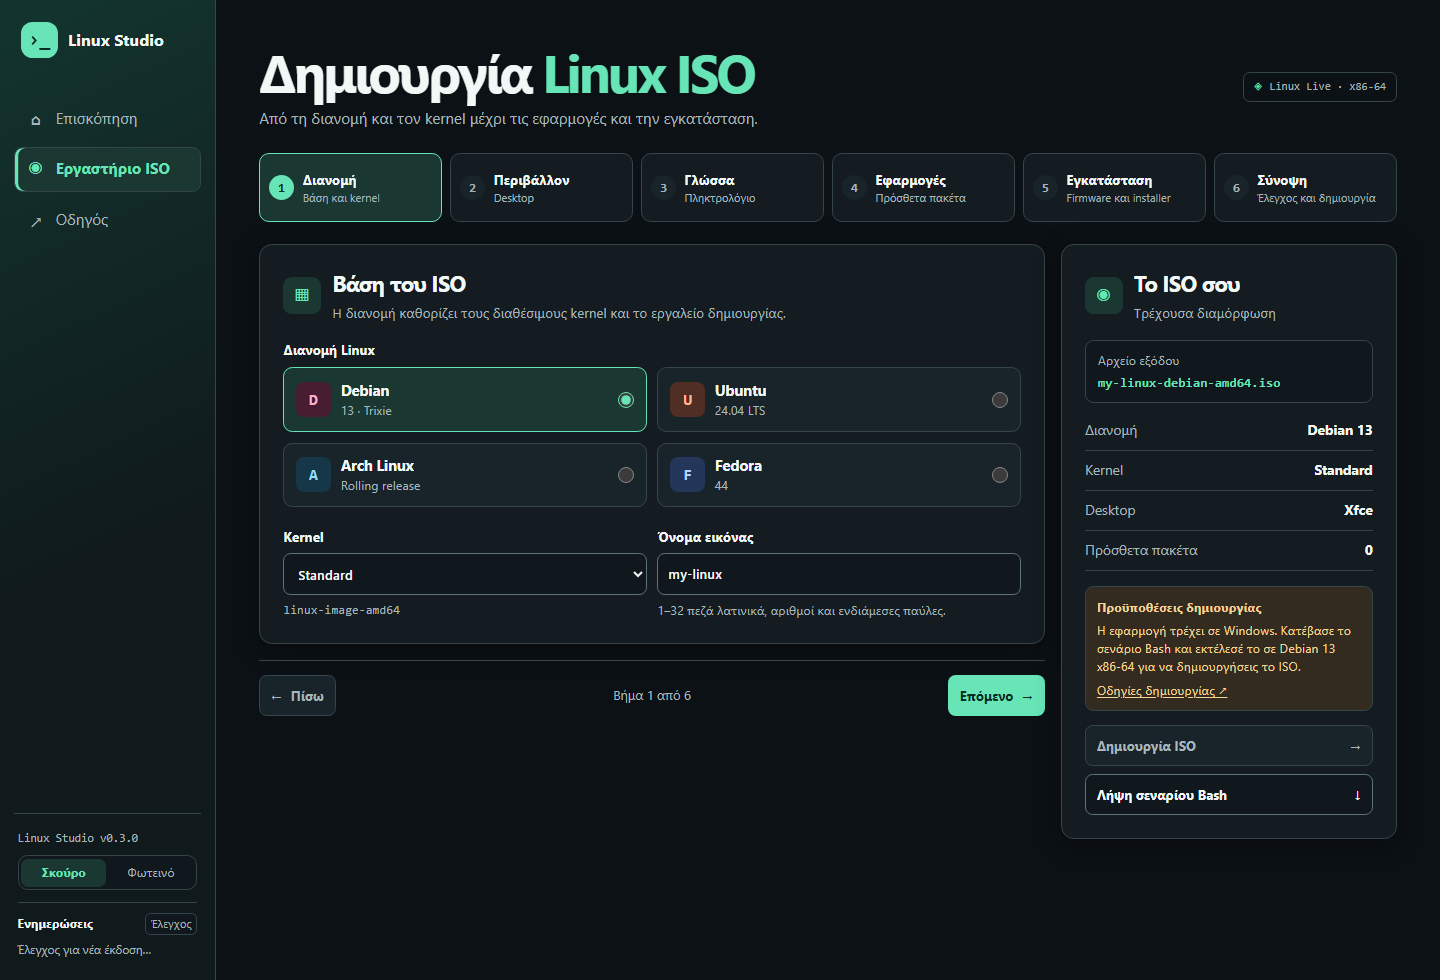 Linux Studio
Επισκόπηση
Εργαστήριο ISO
Οδηγός
Linux Studio v0.3.0
Σκούρο
Φωτεινό
Ενημερώσεις
Έλεγχος
Έλεγχος για νέα έκδοση...
Δημιουργία Linux ISO
Από τη διανομή και τον kernel μέχρι τις εφαρμογές και την εγκατάσταση.
Linux Live · x86-64
1
Διανομή
Βάση και kernel
2
Περιβάλλον
Desktop
3
Γλώσσα
Πληκτρολόγιο
4
Εφαρμογές
Πρόσθετα πακέτα
5
Εγκατάσταση
Firmware και installer
6
Σύνοψη
Έλεγχος και δημιουργία
Βάση του ISO
Η διανομή καθορίζει τους διαθέσιμους kernel και το εργαλείο δημιουργίας.
Διανομή Linux
D
Debian
13 · Trixie
U
Ubuntu
24.04 LTS
A
Arch Linux
Rolling release
F
Fedora
44
Kernel
Standard
linux-image-amd64
Όνομα εικόνας
my-linux
1–32 πεζά λατινικά, αριθμοί και ενδιάμεσες παύλες.
← Πίσω
Βήμα 1 από 6
Επόμενο →
Το ISO σου
Τρέχουσα διαμόρφωση
Αρχείο εξόδου
my-linux-debian-amd64.iso
Διανομή Debian 13
Kernel Standard
Desktop Xfce
Πρόσθετα πακέτα 0
Προϋποθέσεις δημιουργίας
Η εφαρμογή τρέχει σε Windows. Κατέβασε το
σενάριο Bash και εκτέλεσέ το σε Debian 13
x86-64 για να δημιουργήσεις το ISO.
Οδηγίες δημιουργίας ↗
Δημιουργία ISO →
Λήψη σεναρίου Bash ↓